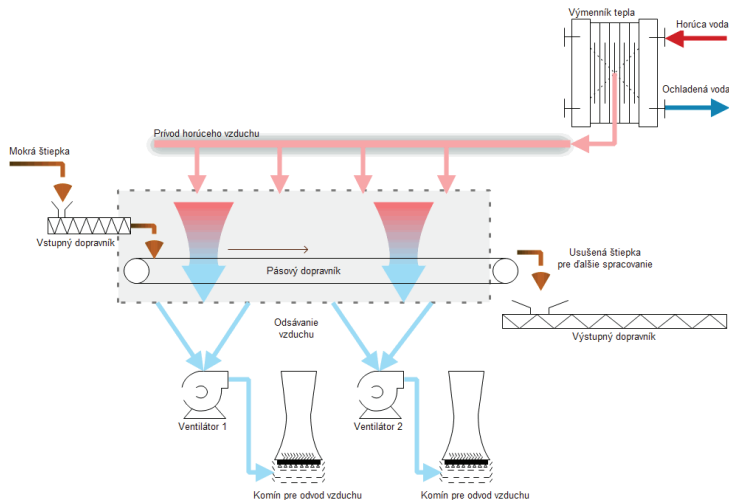 Výmenník tepla
Horúca voda
Ochladená voda
Prívod horúceho vzduchu
Mokrá štiepka
Vstupný dopravník
Pásový dopravník
Usušená štiepka
pre ďalšie spracovanie
Výstupný dopravník
Odsávanie
vzduchu
Ventilátor 1
Ventilátor 2
Komín pre odvod vzduchu
Komín pre odvod vzduchu